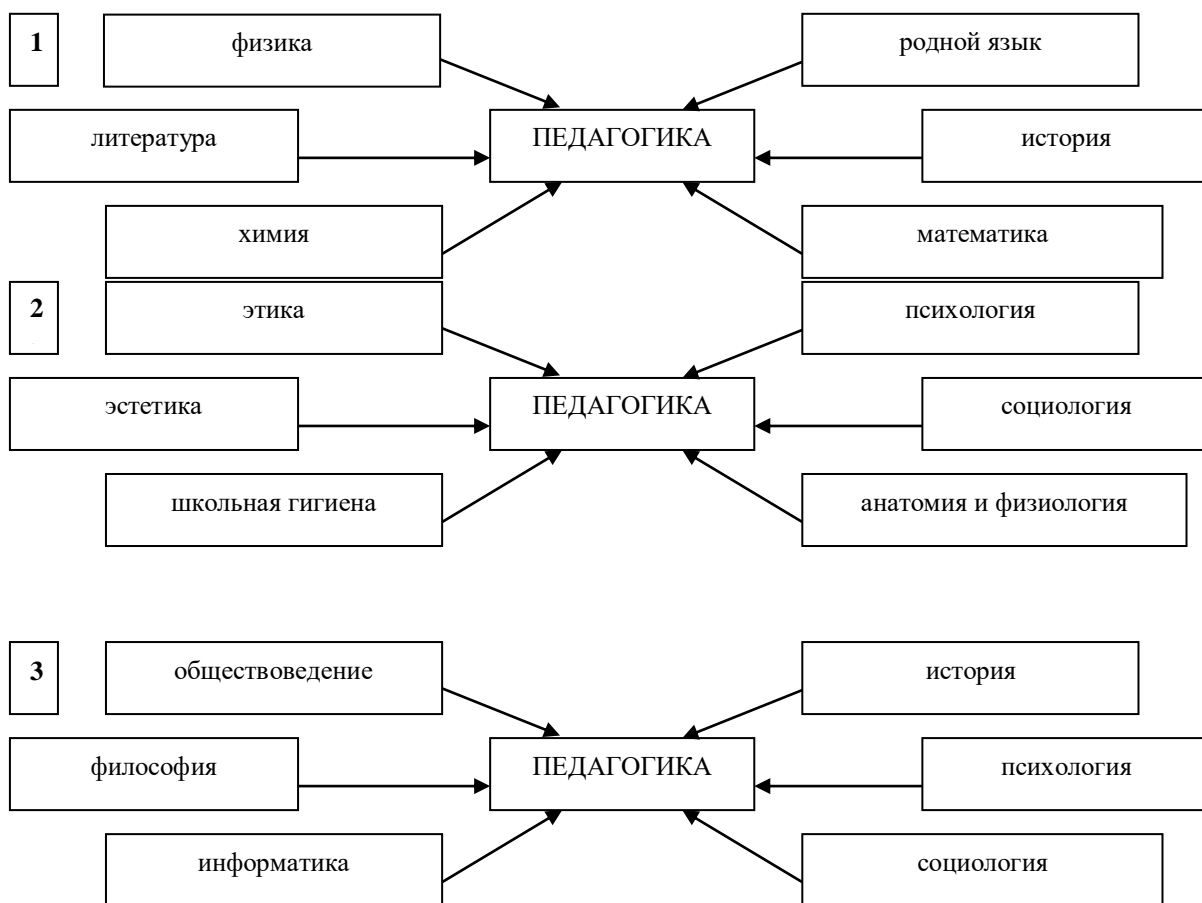 1
физика
родной язык
литература
ПЕДАГОГИКА
история
химия
математика
2
этика
психология
эстетика
ПЕДАГОГИКА
социология
школьная гигиена
анатомия и физиология
3
обществоведение
история
философия
ПЕДАГОГИКА
психология
информатика
социология